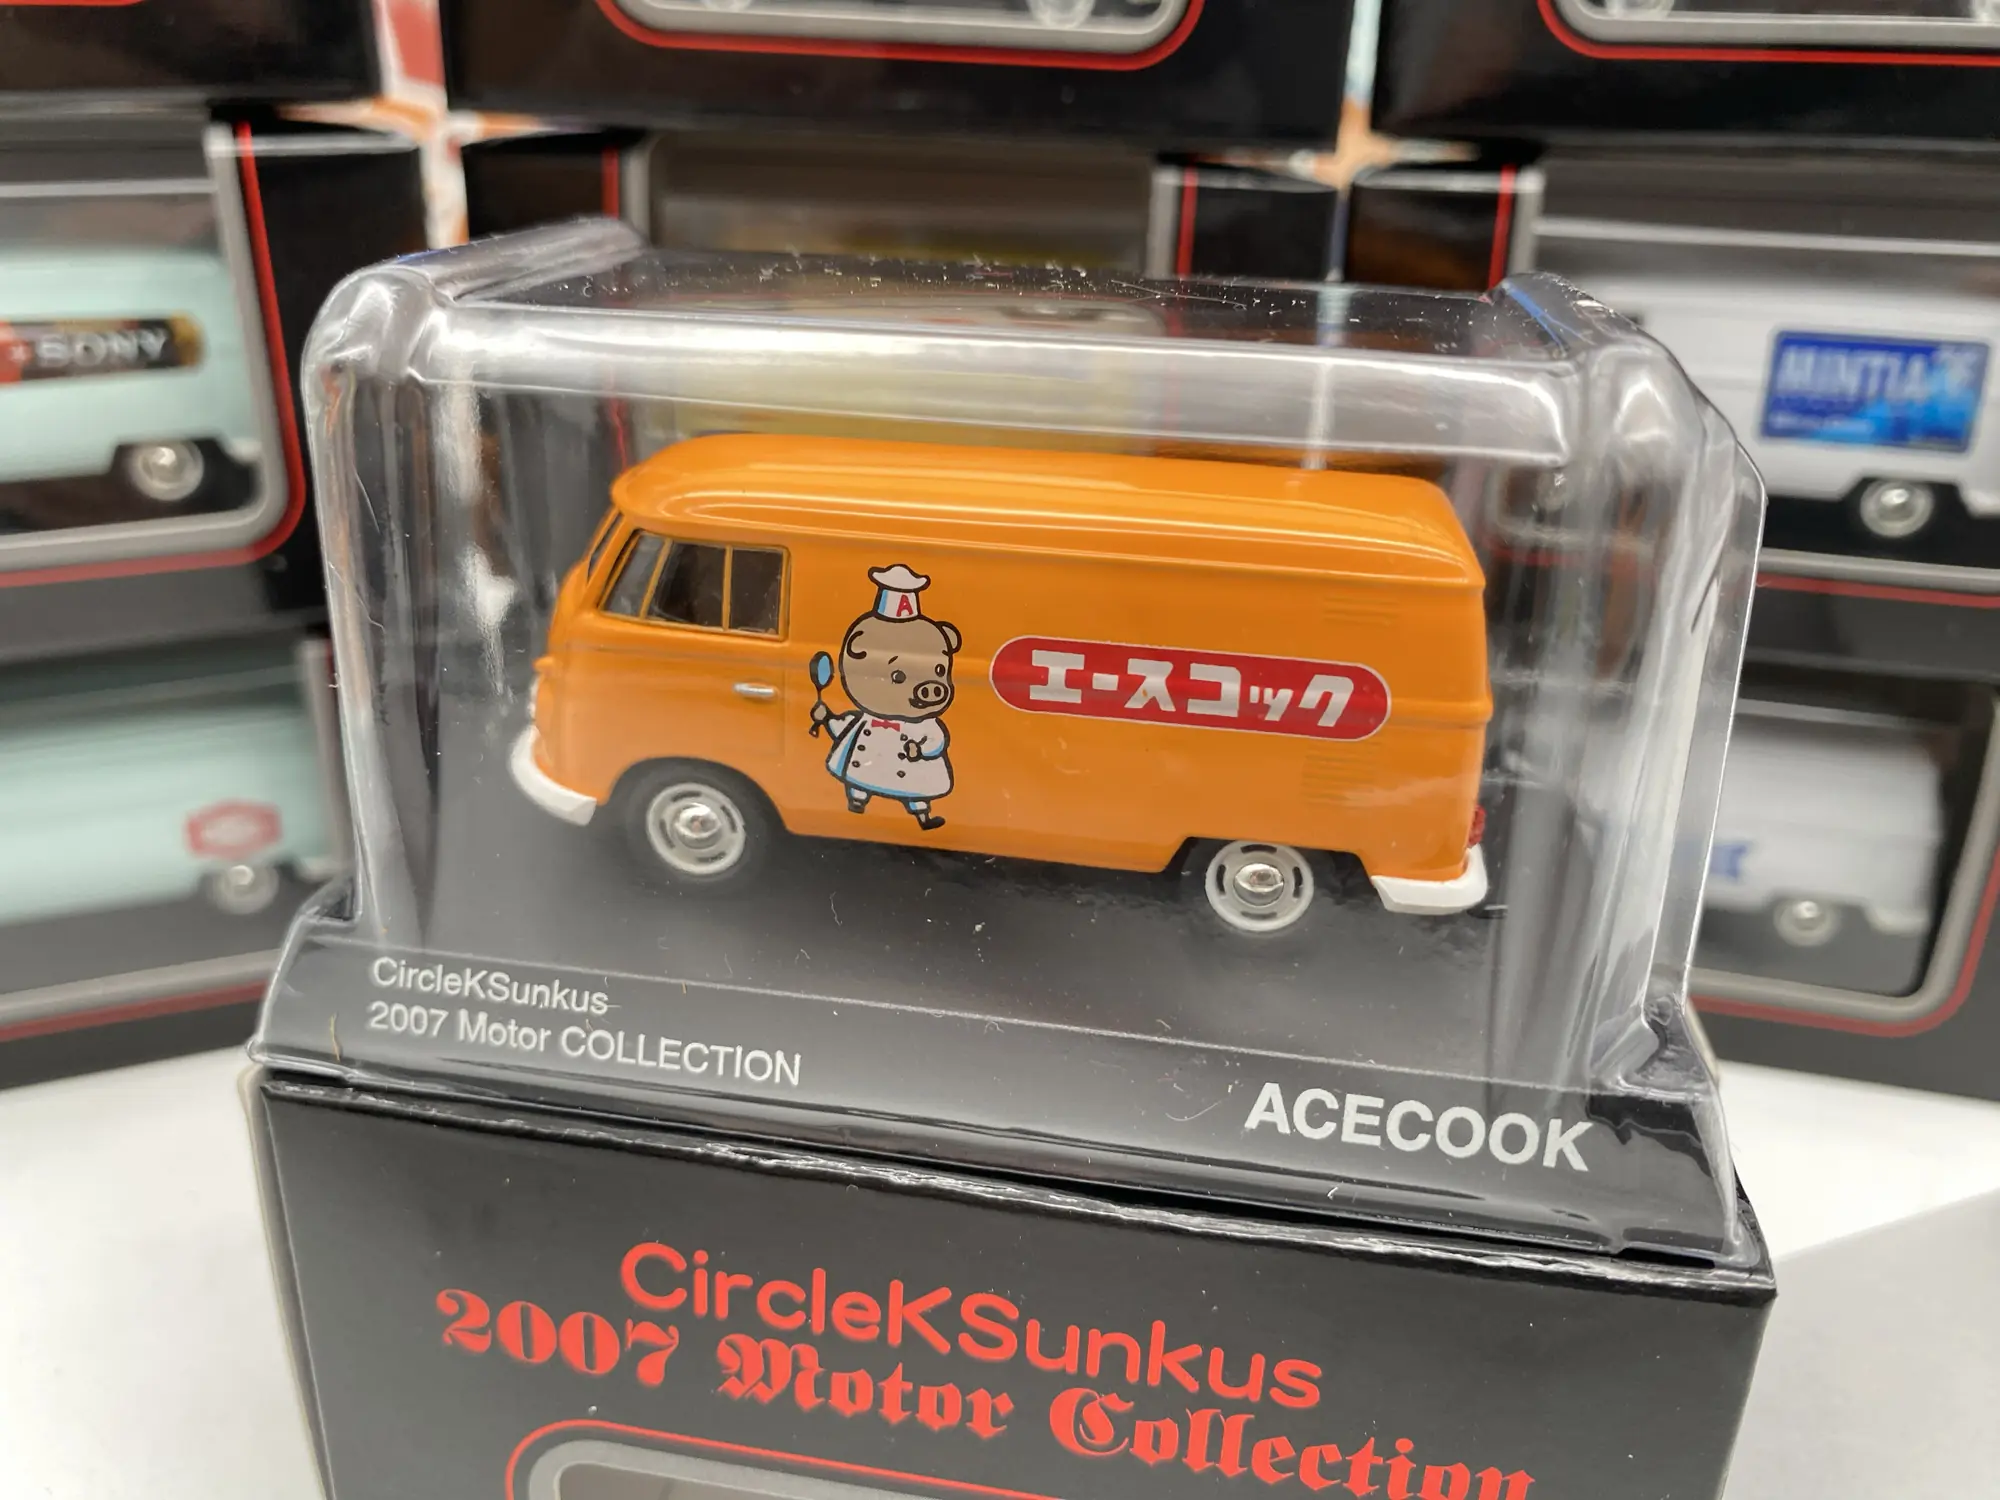 SONY
MINTIA
A
エースコック
CircleKSunkus
2007 Motor COLLECTION
ACECOOK
CircleKSunkus
2007 Motor Collection